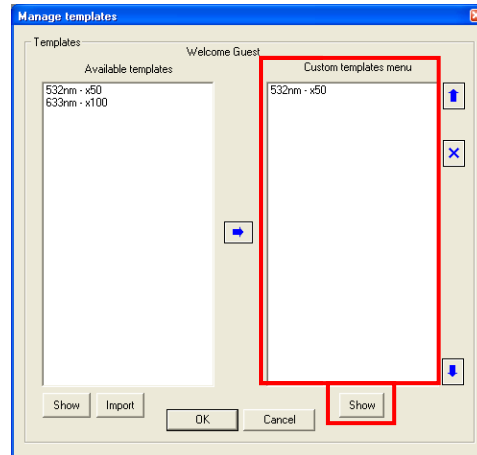 Manage templates
Templates
Welcome Guest
Available templates
Custom templates menu
532nm - x50
633nm - x100
532nm - x50
Show
Import
Show
OK
Cancel